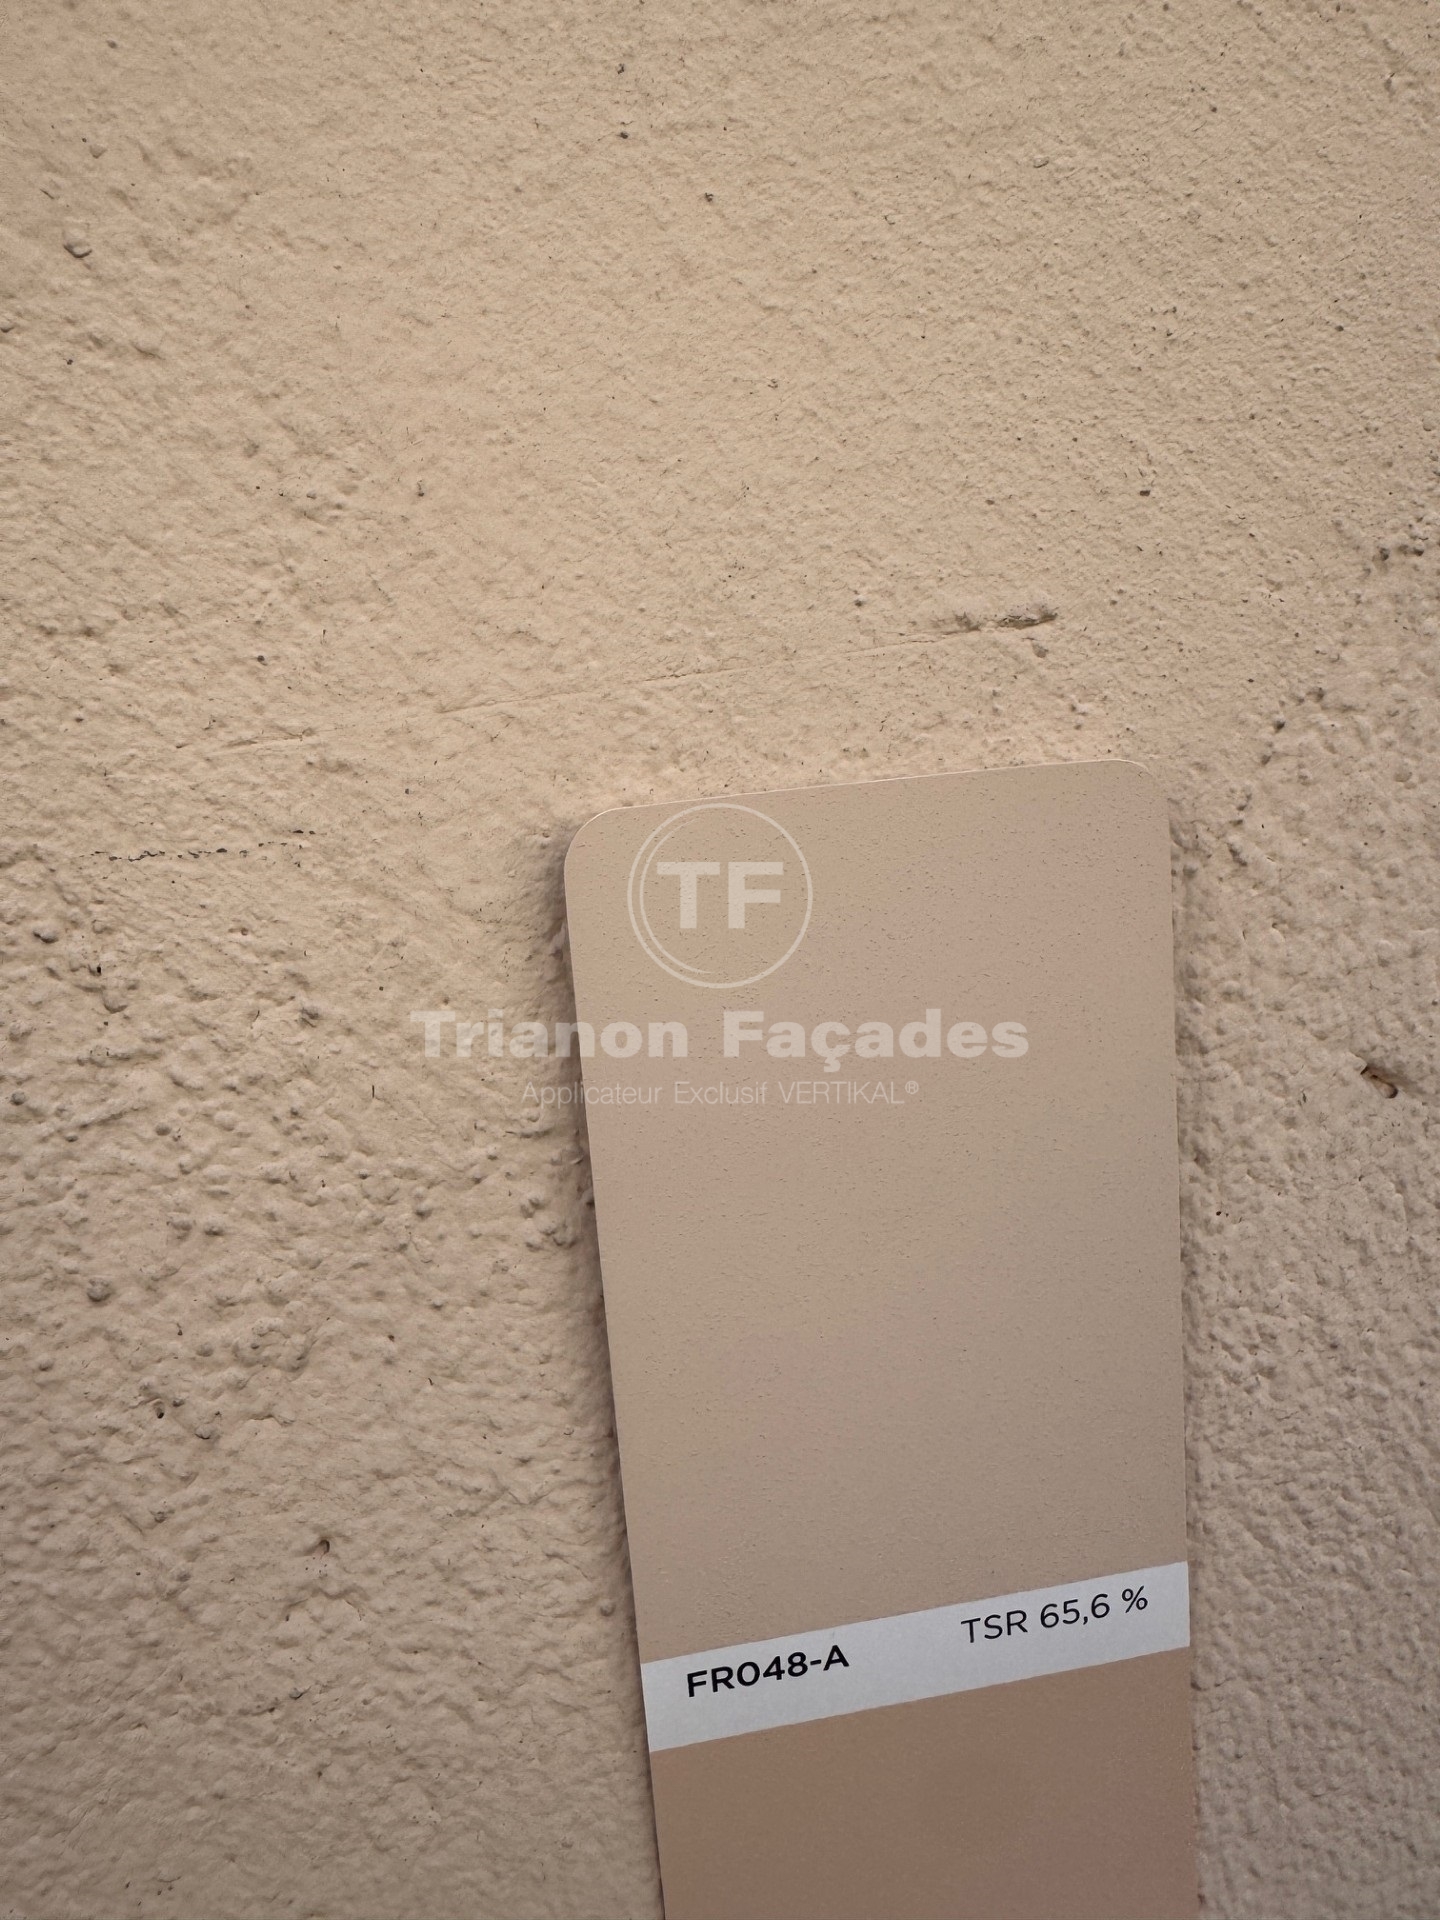 TF
Trianon Façades
Applicateur Exclusif VERTIKAL®
FR048-A TSR 65,6 %